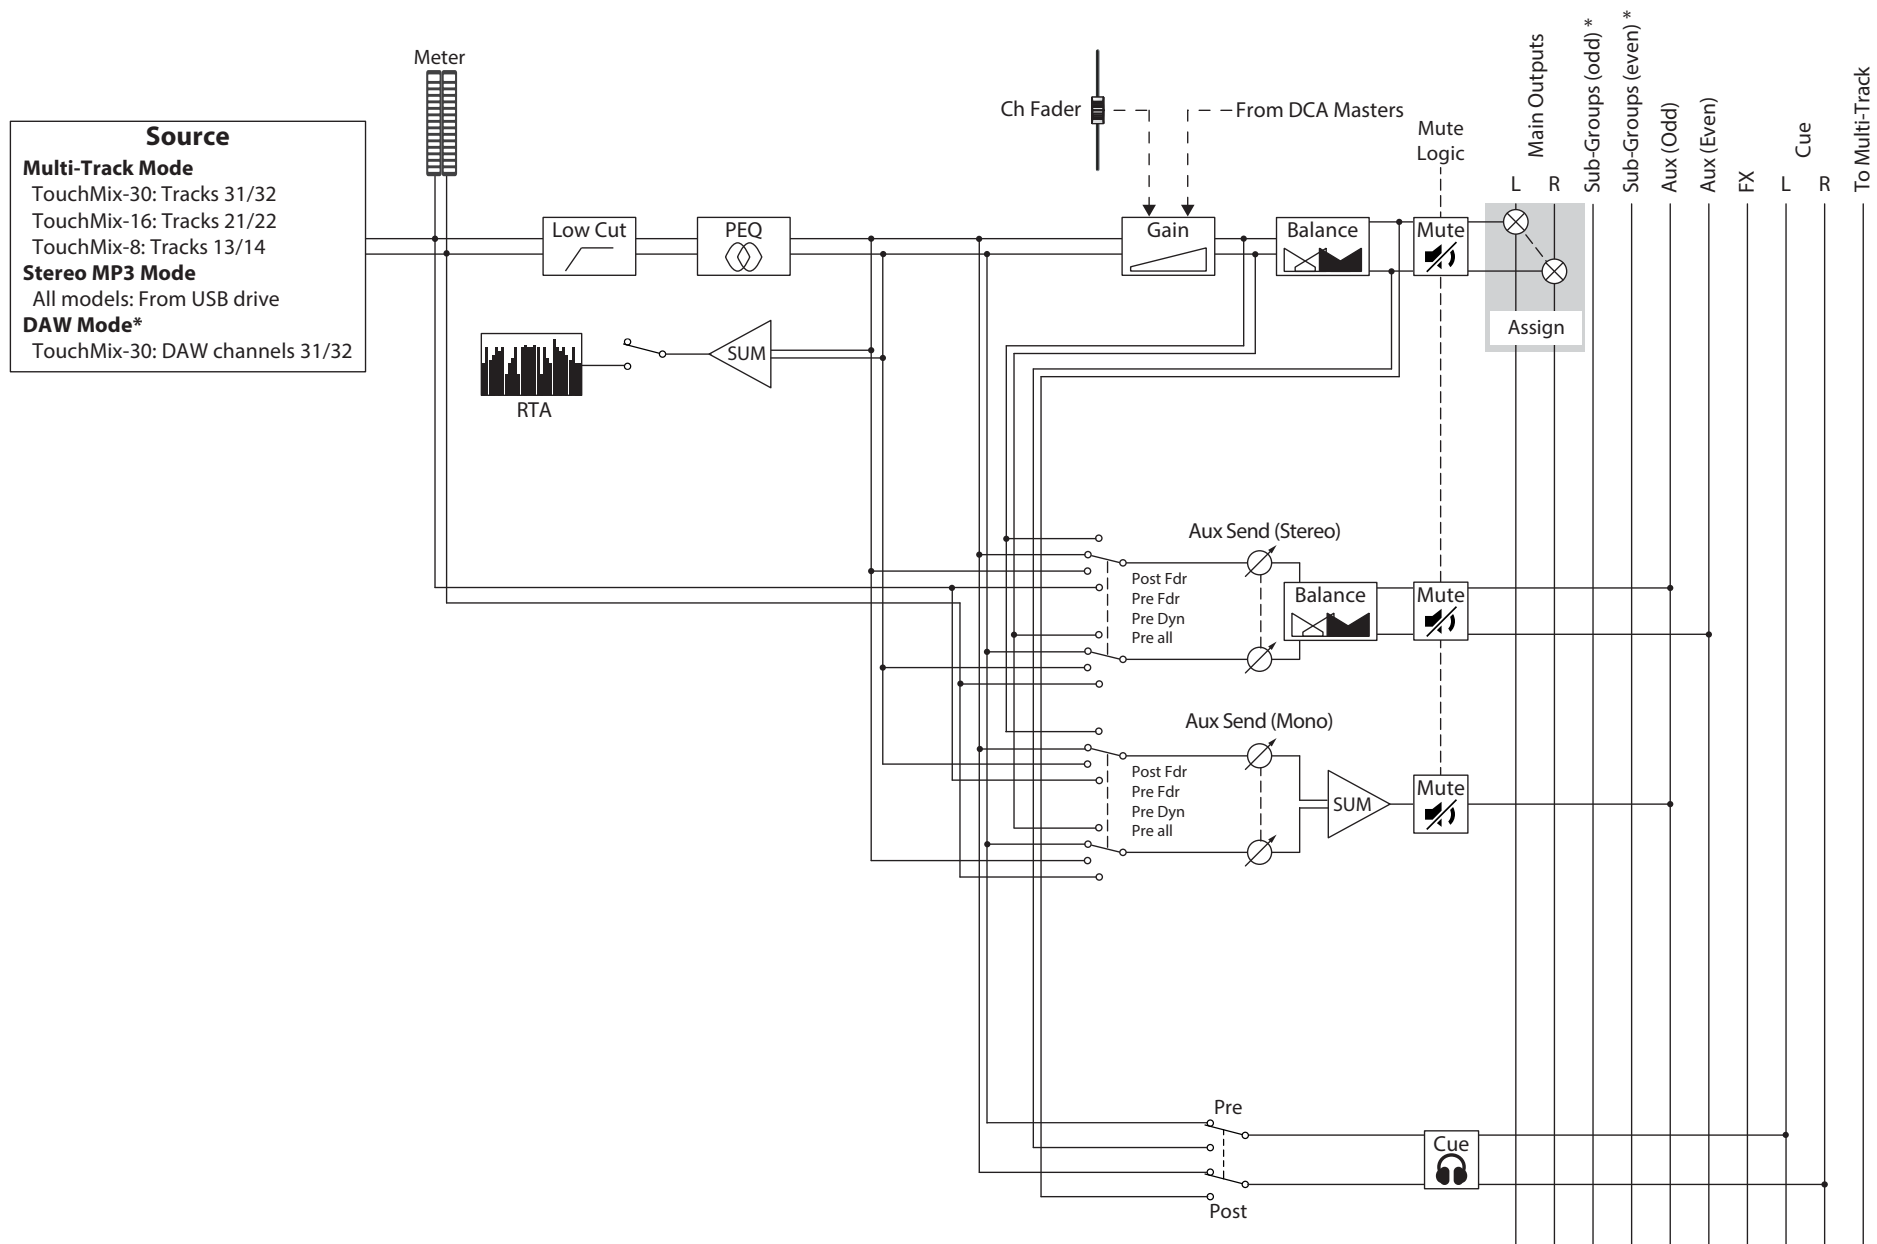 Meter
Source
Multi-Track Mode
TouchMix-30: Tracks 31/32
TouchMix-16: Tracks 21/22
TouchMix-8: Tracks 13/14
Stereo MP3 Mode
All models: From USB drive
DAW Mode*
TouchMix-30: DAW channels 31/32
Low Cut
PEQ
SUM
RTA
Ch Fader
From DCA Masters
Gain
Balance
Mute
Logic
Mute
Main Outputs
L
R
Sub-Groups (odd) *
Sub-Groups (even) *
Aux (Odd)
Aux (Even)
FX
Cue
L
R
To Multi-Track
Assign
Aux Send (Stereo)
Post Fdr
Pre Fdr
Pre Dyn
Pre all
Balance
Mute
Aux Send (Mono)
Post Fdr
Pre Fdr
Pre Dyn
Pre all
SUM
Mute
Pre
Post
Cue